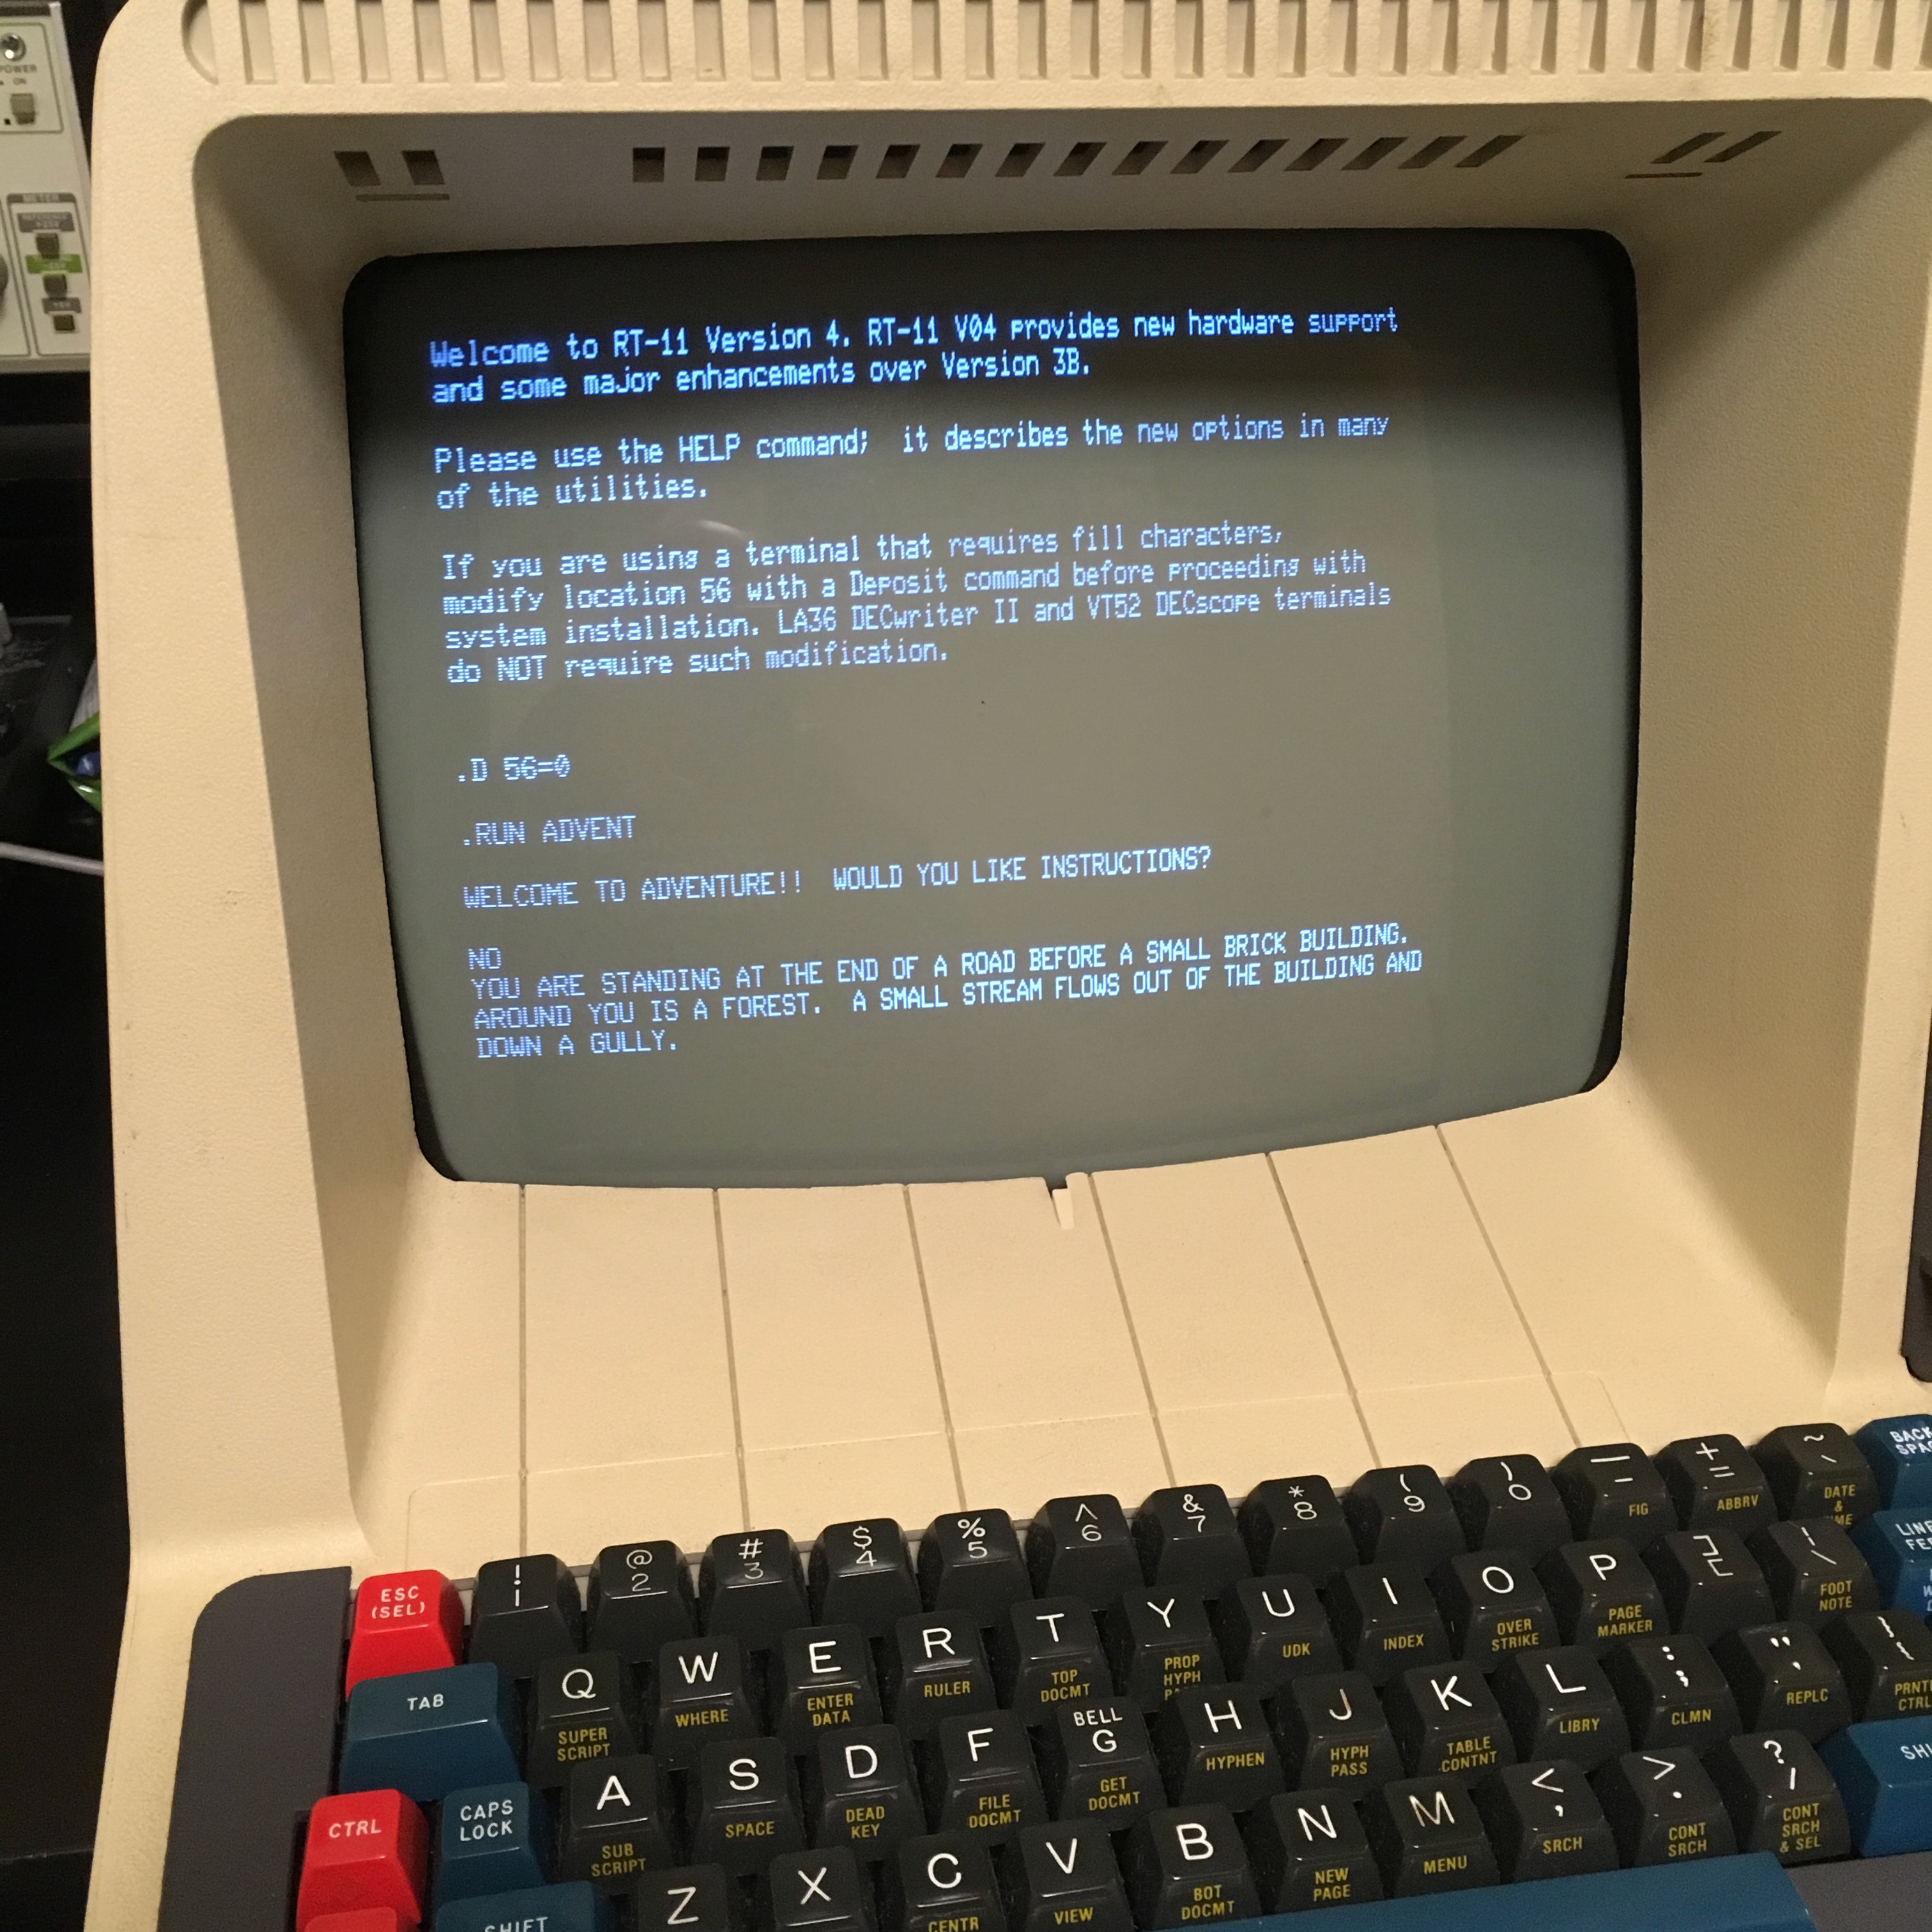 POWER
ON
METER
Welcome to RT-11 Version 4. RT-11 V04 provides new hardware support
and some major enhancements over Version 3B.
Please use the HELP command;  it describes the new options in many
of the utilities.
If you are using a terminal that requires fill characters,
modify location 56 with a Deposit command before proceeding with
system installation. LA36 DECwriter II and VT52 DECscope terminals
do NOT require such modification.
.D 56=0
.RUN ADVENT
WELCOME TO ADVENTURE!!  WOULD YOU LIKE INSTRUCTIONS?
NO
YOU ARE STANDING AT THE END OF A ROAD BEFORE A SMALL BRICK BUILDING.
AROUND YOU IS A FOREST.  A SMALL STREAM FLOWS OUT OF THE BUILDING AND
DOWN A GULLY.
ESC (SEL) ! 1 @ 2 # 3 $ 4 % 5 ^ 6 & 7 * 8 ( 9 ) 0 — - FIG + = ABBRV ~ ` DATE & BACK
TAB Q SUPER SCRIPT W WHERE E ENTER DATA R RULER T TOP DOCMT Y PROP HYPH U UDK I INDEX O OVER STRIKE P PAGE MARKER ] [ | \ FOOT NOTE LINE
CTRL CAPS LOCK A SUB SCRIPT S SPACE D DEAD KEY F FILE DOCMT BELL G GET DOCMT H HYPHEN J HYPH PASS K TABLE CONTNT L LIBRY : ; CLMN " ' REPLC } { CTRL
SHIFT Z X C CENTR V VIEW B BOT DOCMT N NEW PAGE M MENU < , SRCH > . CONT SRCH ? / CONT SRCH & SEL